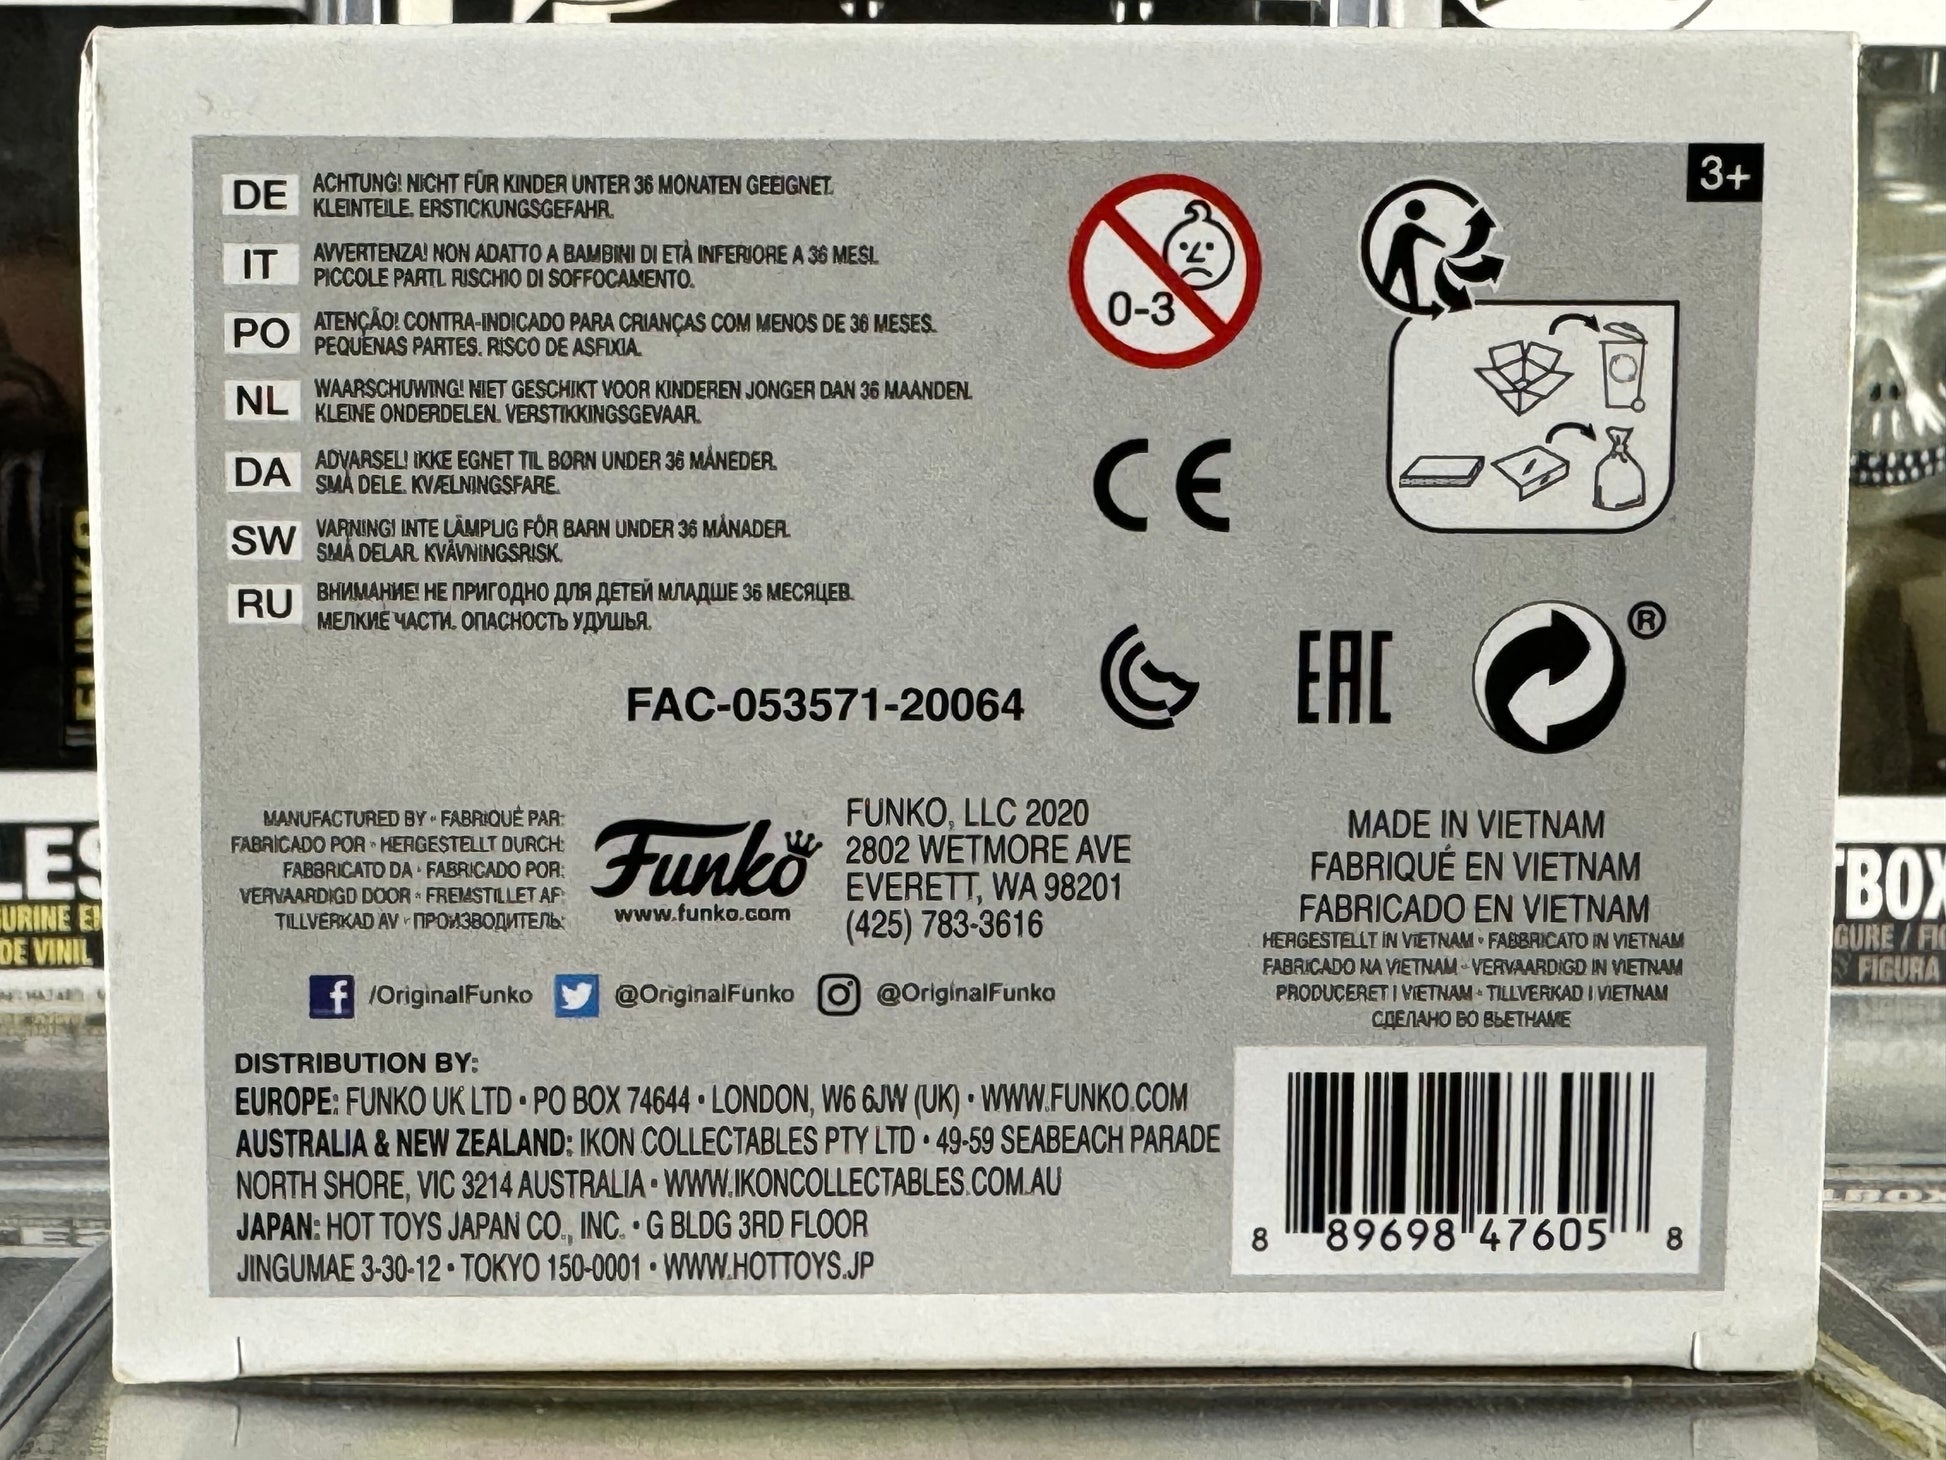 3+
DE
ACHTUNG! NICHT FÜR KINDER UNTER 36 MONATEN GEEIGNET.
KLEINTEILE. ERSTICKUNGSGEFAHR.
IT
AVVERTENZA! NON ADATTO A BAMBINI DI ETÀ INFERIORE A 36 MESI.
PICCOLE PARTI. RISCHIO DI SOFFOCAMENTO.
PO
ATENÇÃO! CONTRA-INDICADO PARA CRIANÇAS COM MENOS DE 36 MESES.
PEQUENAS PARTES. RISCO DE ASFIXIA.
NL
WAARSCHUWING! NIET GESCHIKT VOOR KINDEREN JONGER DAN 36 MAANDEN.
KLEINE ONDERDELEN. VERSTIKKINGSGEVAAR.
DA
ADVARSEL! IKKE EGNET TIL BØRN UNDER 36 MÅNEDER.
SMÅ DELE. KVÆLNINGSFARE.
SW
VARNING! INTE LÄMPLIG FÖR BARN UNDER 36 MÅNADER.
SMÅ DELAR. KVÄVNINGSRISK.
RU
ВНИМАНИЕ! НЕ ПРИГОДНО ДЛЯ ДЕТЕЙ МЛАДШЕ 36 МЕСЯЦЕВ.
МЕЛКИЕ ЧАСТИ. ОПАСНОСТЬ УДУШЬЯ.
0-3
CE
FAC-053571-20064
EAC
®
MANUFACTURED BY • FABRIQUÉ PAR:
FABRICADO POR • HERGESTELLT DURCH:
FABBRICATO DA • FABRICADO POR:
VERVAARDIGD DOOR • FREMSTILLET AF:
TILLVERKAD AV • ПРОИЗВОДИТЕЛЬ:
Funko
www.funko.com
FUNKO, LLC 2020
2802 WETMORE AVE
EVERETT, WA 98201
(425) 783-3616
MADE IN VIETNAM
FABRIQUÉ EN VIETNAM
FABRICADO EN VIETNAM
HERGESTELLT IN VIETNAM • FABBRICATO IN VIETNAM
FABRICADO NA VIETNAM • VERVAARDIGD IN VIETNAM
PRODUCERET I VIETNAM • TILLVERKAD I VIETNAM
СДЕЛАНО ВО ВЬЕТНАМЕ
/OriginalFunko @OriginalFunko @OriginalFunko
DISTRIBUTION BY:
EUROPE: FUNKO UK LTD • PO BOX 74644 • LONDON, W6 6JW (UK) • WWW.FUNKO.COM
AUSTRALIA & NEW ZEALAND: IKON COLLECTABLES PTY LTD • 49-59 SEABEACH PARADE
NORTH SHORE, VIC 3214 AUSTRALIA • WWW.IKONCOLLECTABLES.COM.AU
JAPAN: HOT TOYS JAPAN CO., INC. • G BLDG 3RD FLOOR
JINGUMAE 3-30-12 • TOKYO 150-0001 • WWW.HOTTOYS.JP
8 89698 47605 8
DE VINIL
FIGURA